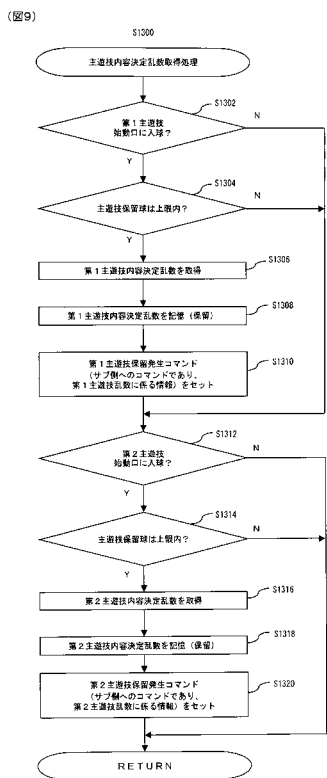 (図9)
S1300
主遊技内容決定乱数取得処理
S1302
第1主遊技
始動口に入球？
N
Y
S1304
主遊技保留球は上限内？
N
Y
S1306
第1主遊技内容決定乱数を取得
S1308
第1主遊技内容決定乱数を記憶（保留）
S1310
第1主遊技保留発生コマンド
（サブ側へのコマンドであり、
第1主遊技乱数に係る情報）をセット
S1312
第2主遊技
始動口に入球？
N
Y
S1314
主遊技保留球は上限内？
N
Y
S1316
第2主遊技内容決定乱数を取得
S1318
第2主遊技内容決定乱数を記憶（保留）
S1320
第2主遊技保留発生コマンド
（サブ側へのコマンドであり、
第2主遊技乱数に係る情報）をセット
RETURN